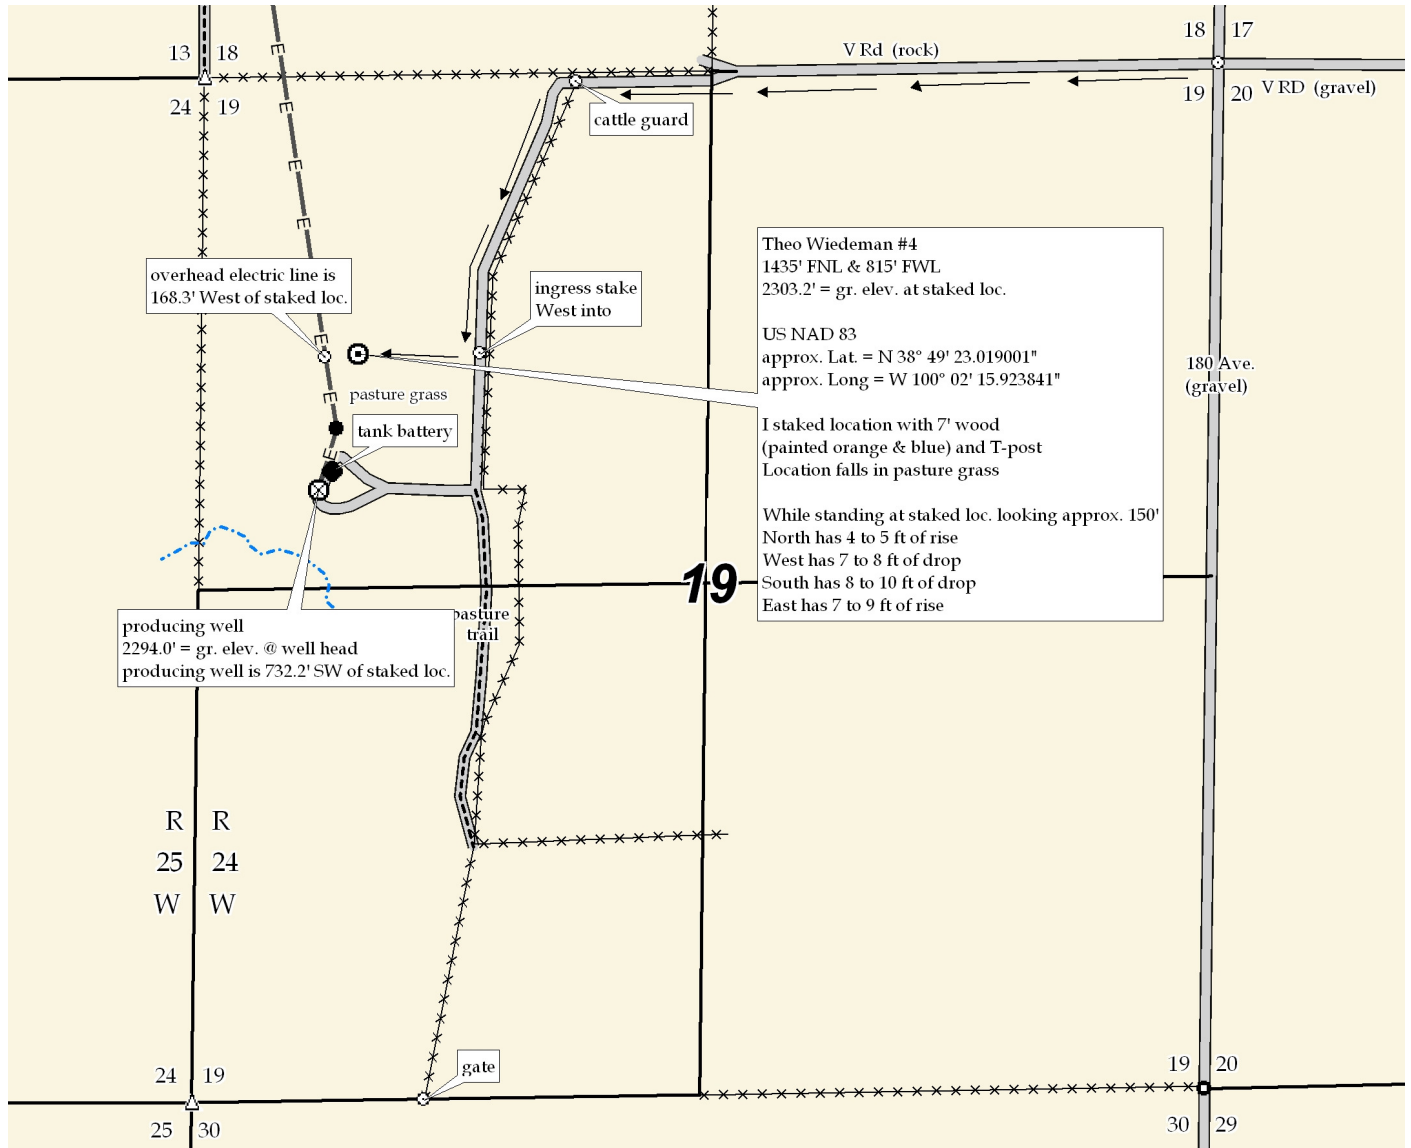 18 17
13 18
V Rd (rock)
24 19
19 20 V RD (gravel)
cattle guard
E
E
E
E
overhead electric line is
168.3' West of staked loc.
ingress stake
West into
E
E
E
pasture grass
tank battery
Theo Wiedeman #4
1435' FNL & 815' FWL
2303.2' = gr. elev. at staked loc.
US NAD 83
approx. Lat. = N 38° 49' 23.019001"
approx. Long = W 100° 02' 15.923841"
I staked location with 7' wood
(painted orange & blue) and T-post
Location falls in pasture grass
While standing at staked loc. looking approx. 150'
North has 4 to 5 ft of rise
West has 7 to 8 ft of drop
South has 8 to 10 ft of drop
East has 7 to 9 ft of rise
180 Ave.
(gravel)
19
producing well
2294.0' = gr. elev. @ well head
producing well is 732.2' SW of staked loc.
pasture
trail
R R
25 24
W W
gate
24 19
25 30
19 20
30 29